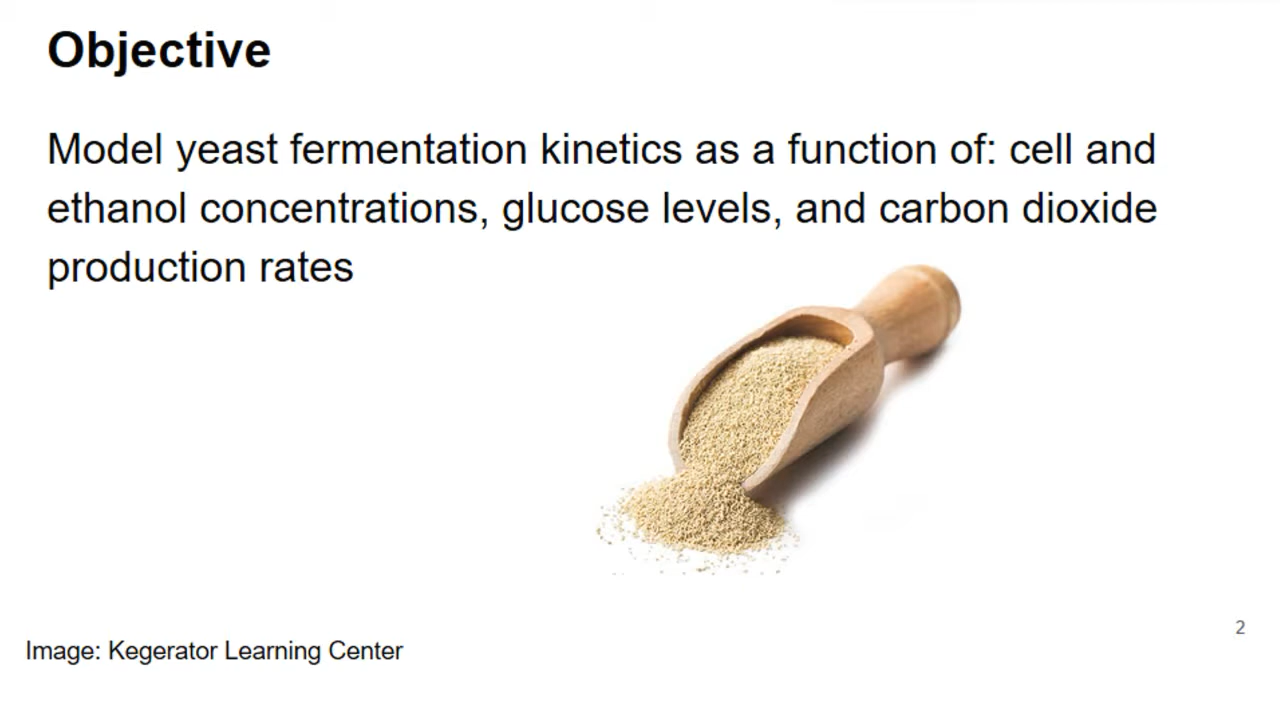 Objective
Model yeast fermentation kinetics as a function of: cell and
ethanol concentrations, glucose levels, and carbon dioxide
production rates
2
Image: Kegerator Learning Center